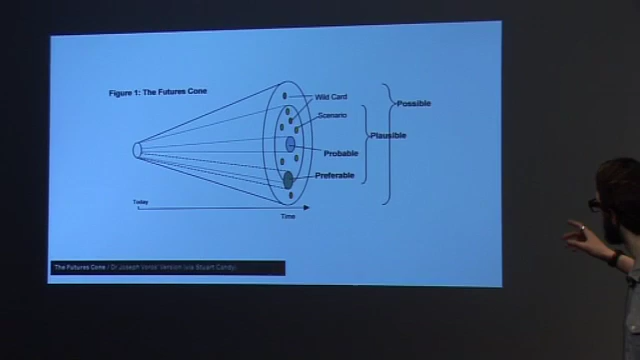 Figure 1: The Futures Cone
Wild Card
Scenario
Possible
Plausible
Probable
Preferable
Today
Time
The Futures Cone / Dr Joseph Voros Version (via Stuart Candy)